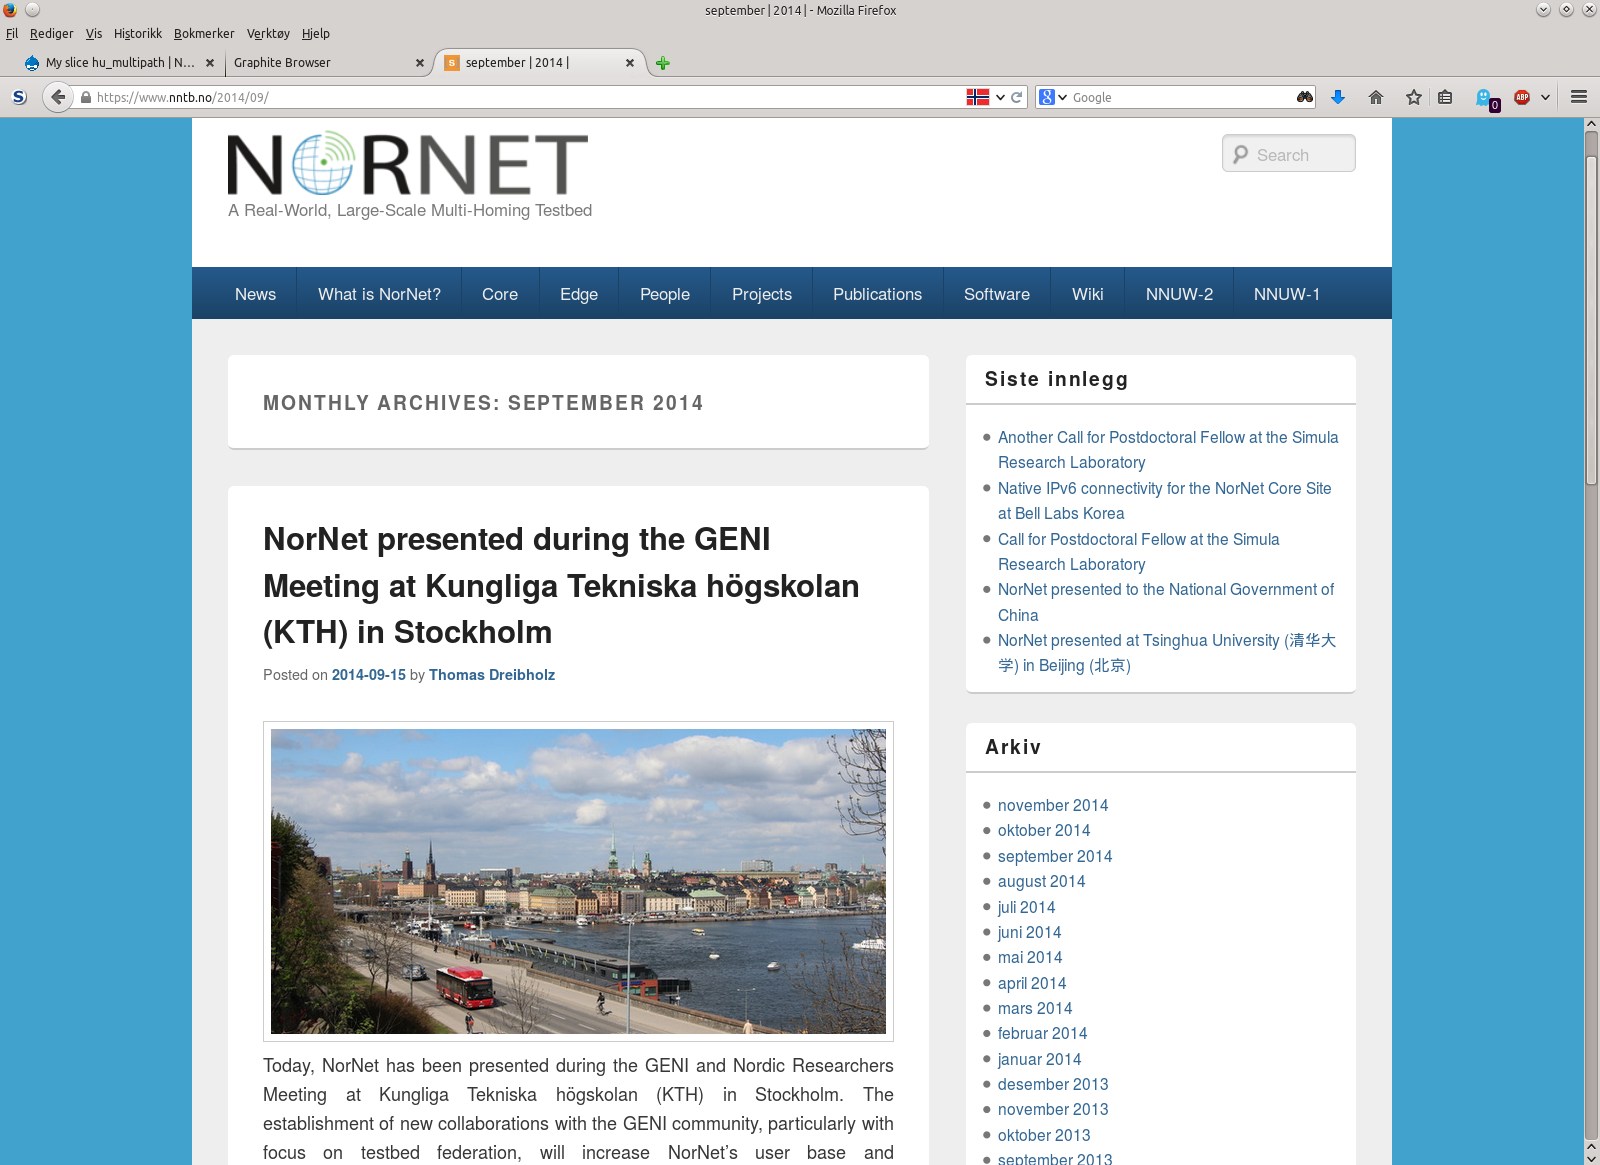 september | 2014 | - Mozilla Firefox
Fil Rediger Vis Historikk Bokmerker Verktøy Hjelp
My slice hu_multipath | N... Graphite Browser september | 2014 |
https://www.nntb.no/2014/09/ Google 0 ABP
NORNET
A Real-World, Large-Scale Multi-Homing Testbed
Search
News What is NorNet? Core Edge People Projects Publications Software Wiki NNUW-2 NNUW-1
MONTHLY ARCHIVES: SEPTEMBER 2014
NorNet presented during the GENI
Meeting at Kungliga Tekniska högskolan
(KTH) in Stockholm
Posted on 2014-09-15 by Thomas Dreibholz
Today, NorNet has been presented during the GENI and Nordic Researchers
Meeting at Kungliga Tekniska högskolan (KTH) in Stockholm. The
establishment of new collaborations with the GENI community, particularly with
focus on testbed federation, will increase NorNet's user base and
Siste innlegg
Another Call for Postdoctoral Fellow at the Simula
Research Laboratory
Native IPv6 connectivity for the NorNet Core Site
at Bell Labs Korea
Call for Postdoctoral Fellow at the Simula
Research Laboratory
NorNet presented to the National Government of
China
NorNet presented at Tsinghua University (清华大
学) in Beijing (北京)
Arkiv
november 2014
oktober 2014
september 2014
august 2014
juli 2014
juni 2014
mai 2014
april 2014
mars 2014
februar 2014
januar 2014
desember 2013
november 2013
oktober 2013
september 2013